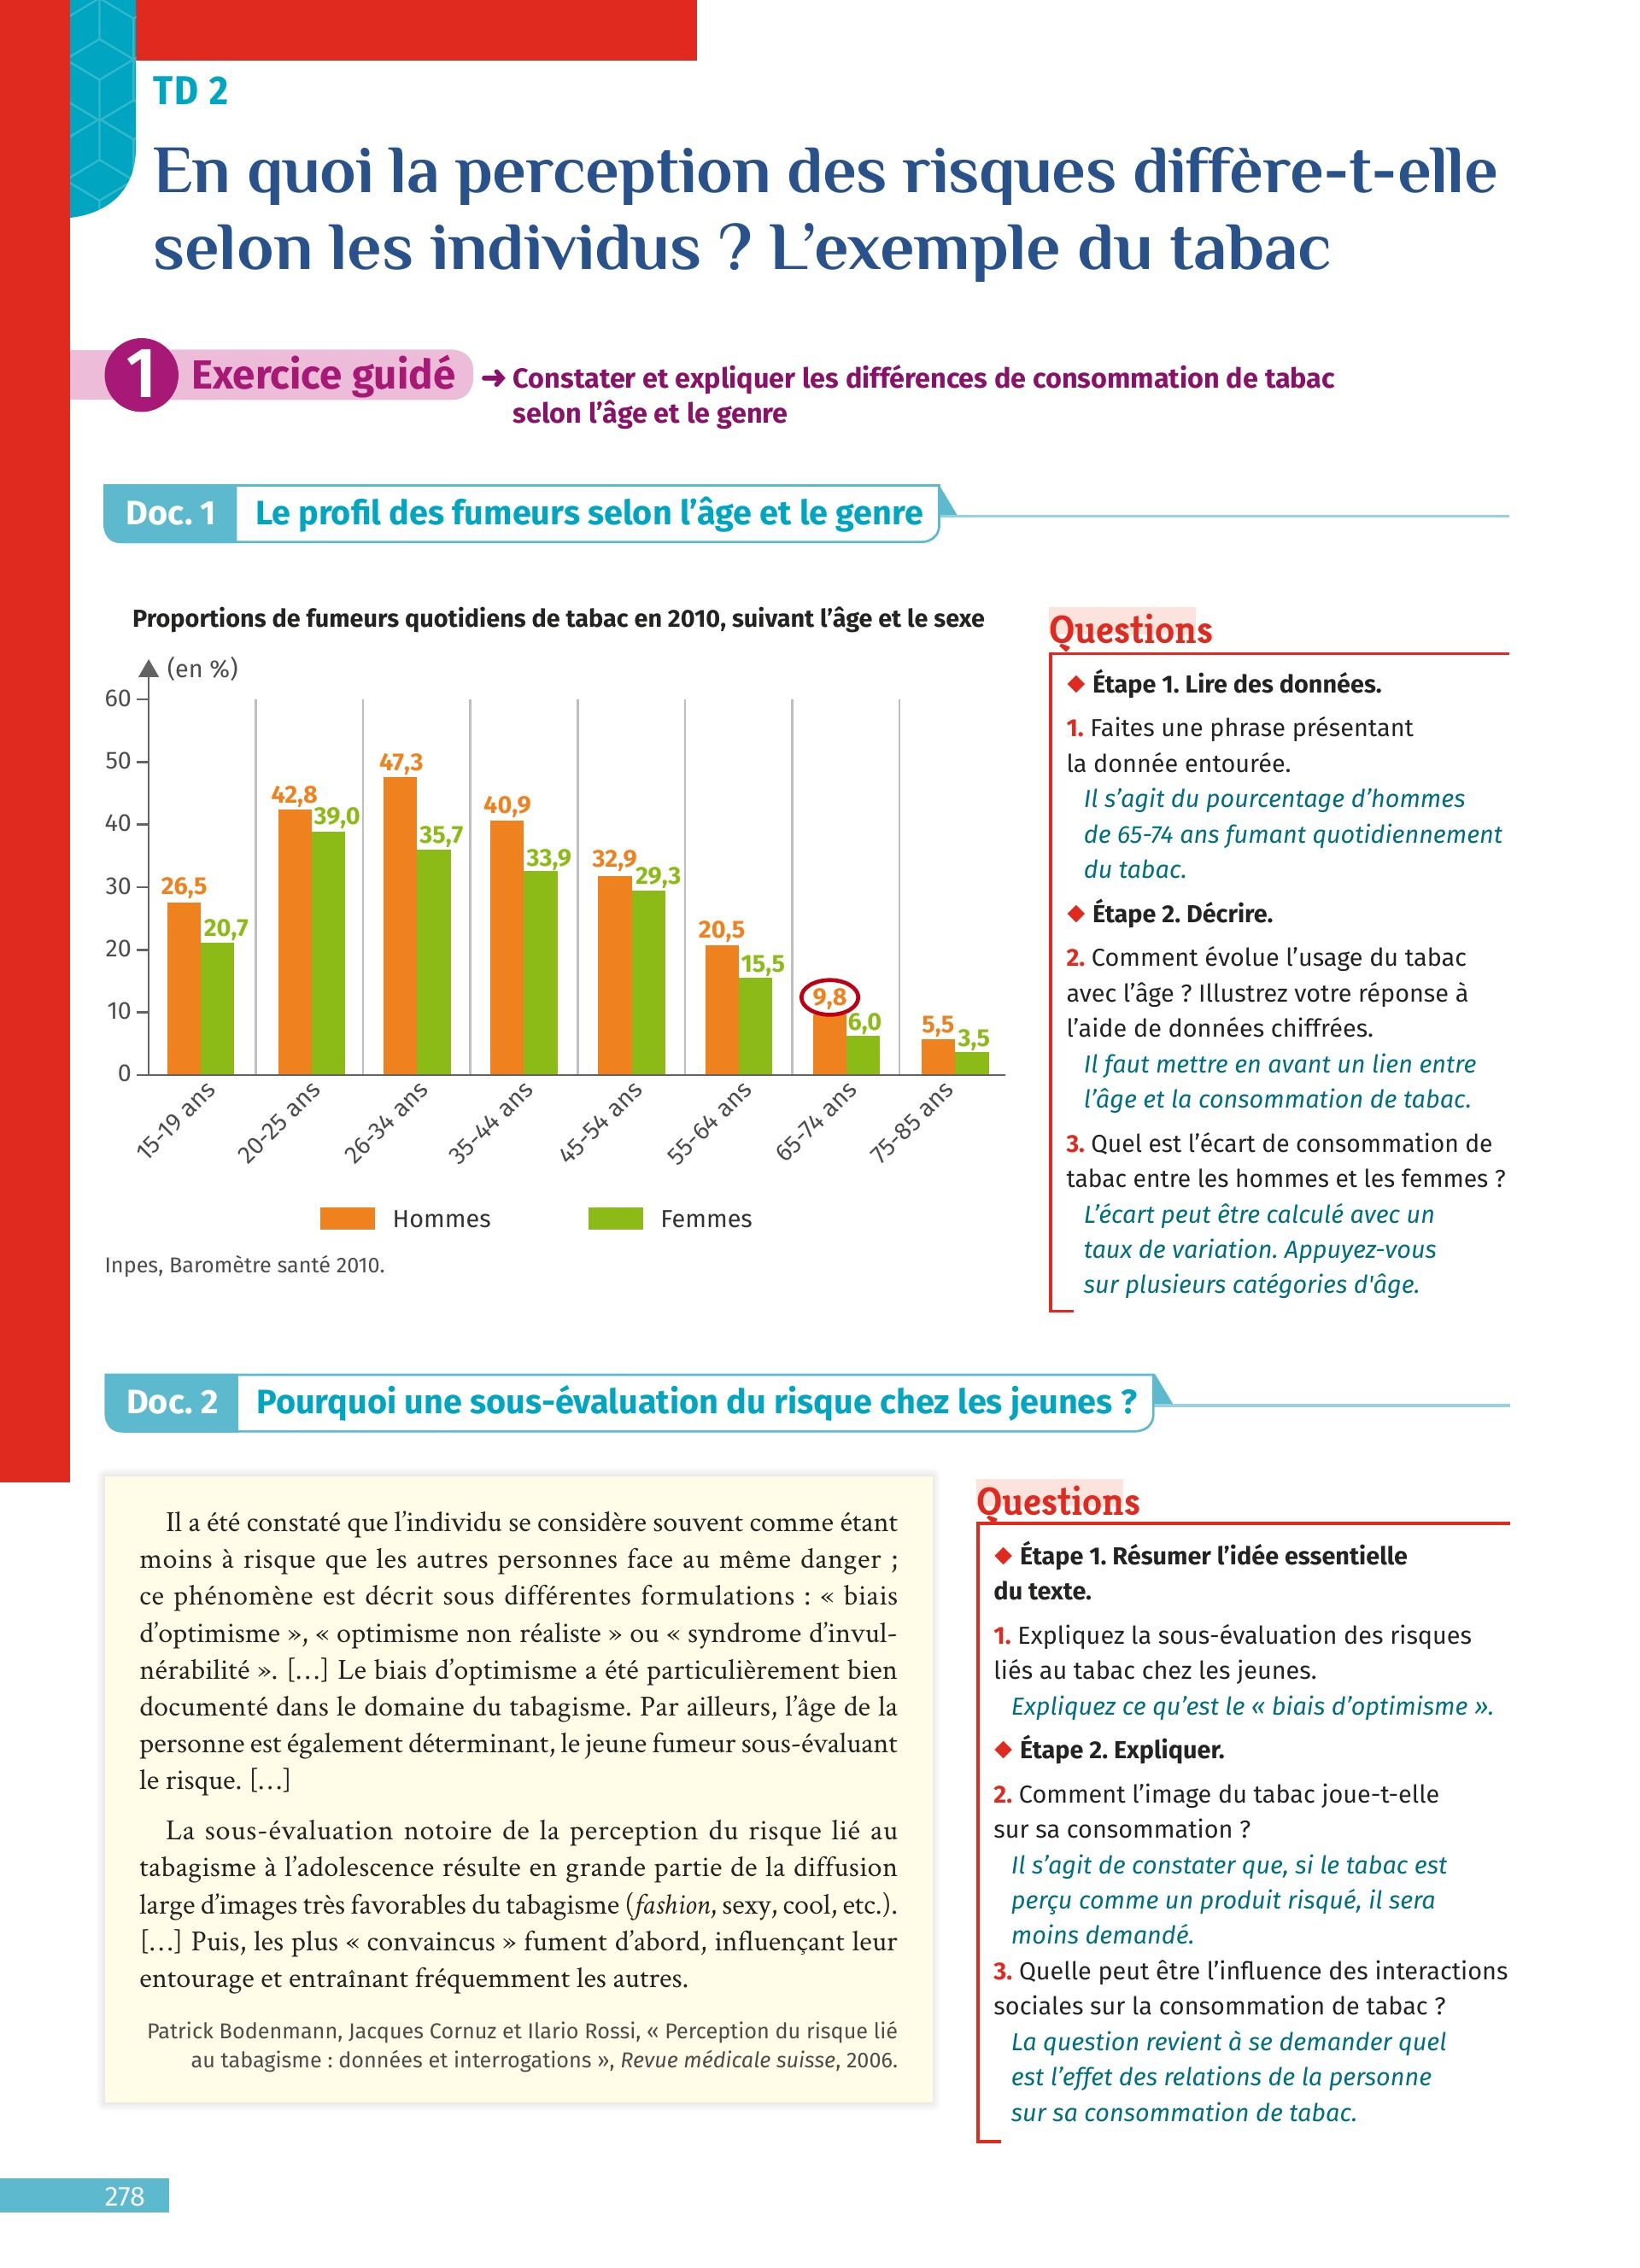 TD 2
En quoi la perception des risques diffère-t-elle
selon les individus ? L’exemple du tabac
1 Exercice guidé → Constater et expliquer les différences de consommation de tabac
selon l’âge et le genre
Doc. 1 Le profil des fumeurs selon l’âge et le genre
Proportions de fumeurs quotidiens de tabac en 2010, suivant l’âge et le sexe
(en %)
60
50
40
30
20
10
0
26,5
20,7
42,8
39,0
47,3
35,7
40,9
33,9
32,9
29,3
20,5
15,5
9,8
6,0
5,5
3,5
15-19 ans
20-25 ans
26-34 ans
35-44 ans
45-54 ans
55-64 ans
65-74 ans
75-85 ans
Hommes
Femmes
Inpes, Baromètre santé 2010.
Questions
◆ Étape 1. Lire des données.
1. Faites une phrase présentant
la donnée entourée.
Il s’agit du pourcentage d’hommes
de 65-74 ans fumant quotidiennement
du tabac.
◆ Étape 2. Décrire.
2. Comment évolue l’usage du tabac
avec l’âge ? Illustrez votre réponse à
l’aide de données chiffrées.
Il faut mettre en avant un lien entre
l’âge et la consommation de tabac.
3. Quel est l’écart de consommation de
tabac entre les hommes et les femmes ?
L’écart peut être calculé avec un
taux de variation. Appuyez-vous
sur plusieurs catégories d'âge.
Doc. 2 Pourquoi une sous-évaluation du risque chez les jeunes ?
Il a été constaté que l’individu se considère souvent comme étant
moins à risque que les autres personnes face au même danger ;
ce phénomène est décrit sous différentes formulations : « biais
d’optimisme », « optimisme non réaliste » ou « syndrome d’invul-
nérabilité ». […] Le biais d’optimisme a été particulièrement bien
documenté dans le domaine du tabagisme. Par ailleurs, l’âge de la
personne est également déterminant, le jeune fumeur sous-évaluant
le risque. […]
La sous-évaluation notoire de la perception du risque lié au
tabagisme à l’adolescence résulte en grande partie de la diffusion
large d’images très favorables du tabagisme (fashion, sexy, cool, etc.).
[…] Puis, les plus « convaincus » fument d’abord, influençant leur
entourage et entraînant fréquemment les autres.
Patrick Bodenmann, Jacques Cornuz et Ilario Rossi, « Perception du risque lié
au tabagisme : données et interrogations », Revue médicale suisse, 2006.
Questions
◆ Étape 1. Résumer l’idée essentielle
du texte.
1. Expliquez la sous-évaluation des risques
liés au tabac chez les jeunes.
Expliquez ce qu’est le « biais d’optimisme ».
◆ Étape 2. Expliquer.
2. Comment l’image du tabac joue-t-elle
sur sa consommation ?
Il s’agit de constater que, si le tabac est
perçu comme un produit risqué, il sera
moins demandé.
3. Quelle peut être l’influence des interactions
sociales sur la consommation de tabac ?
La question revient à se demander quel
est l’effet des relations de la personne
sur sa consommation de tabac.
278